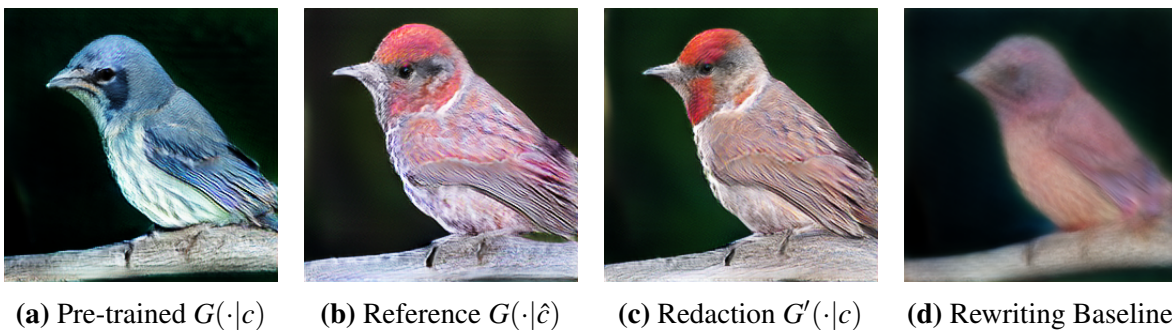 (a) Pre-trained G(·|c)
(b) Reference G(·|ĉ)
(c) Redaction G′(·|c)
(d) Rewriting Baseline